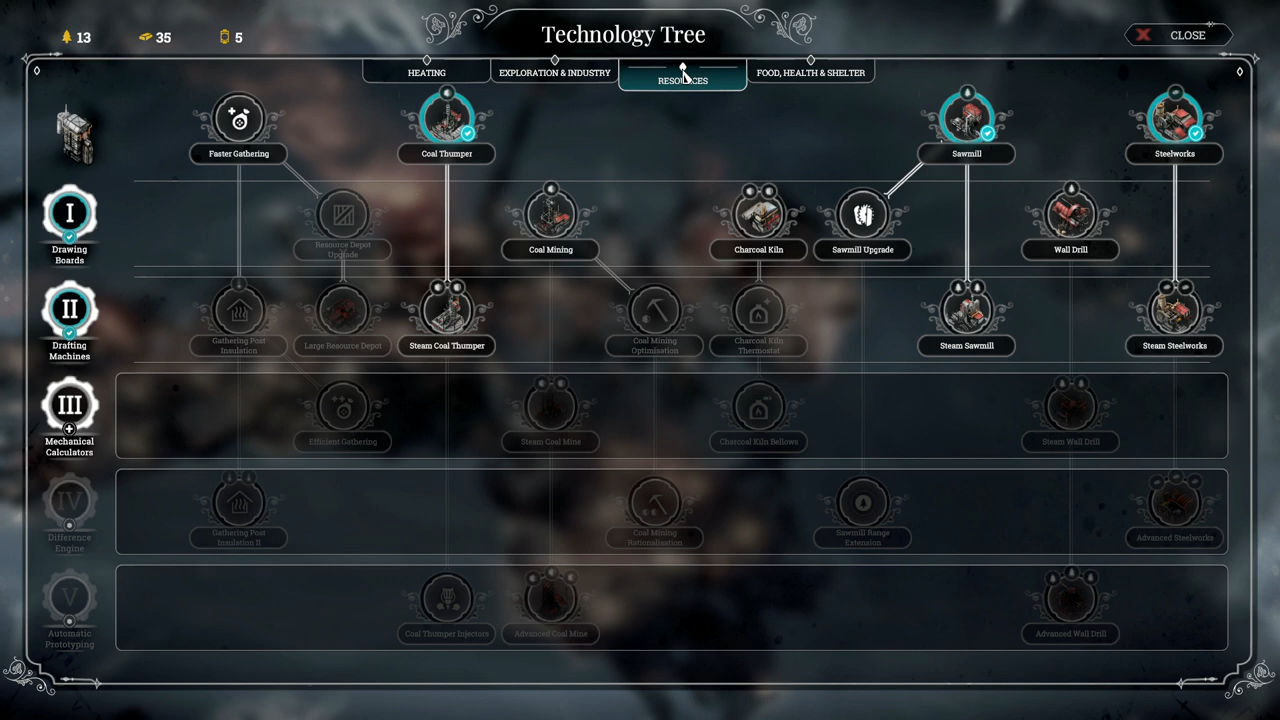 13
35
5
Technology Tree
CLOSE
HEATING
EXPLORATION & INDUSTRY
RESOURCES
FOOD, HEALTH & SHELTER
Faster Gathering
Coal Thumper
Sawmill
Steelworks
I
Drawing
Boards
Resource Depot
Upgrade
Coal Mining
Charcoal Kiln
Sawmill Upgrade
Wall Drill
II
Drafting
Machines
Gathering Post
Insulation
Large Resource Depot
Steam Coal Thumper
Coal Mining
Optimisation
Charcoal Kiln
Thermostat
Steam Sawmill
Steam Steelworks
III
Mechanical
Calculators
Efficient Gathering
Steam Coal Mine
Charcoal Kiln Bellows
Steam Wall Drill
IV
Difference
Engine
Gathering Post
Insulation II
Coal Mining
Rationalisation
Sawmill Range
Extension
Advanced Steelworks
V
Automatic
Prototyping
Coal Thumper Injectors
Advanced Coal Mine
Advanced Wall Drill